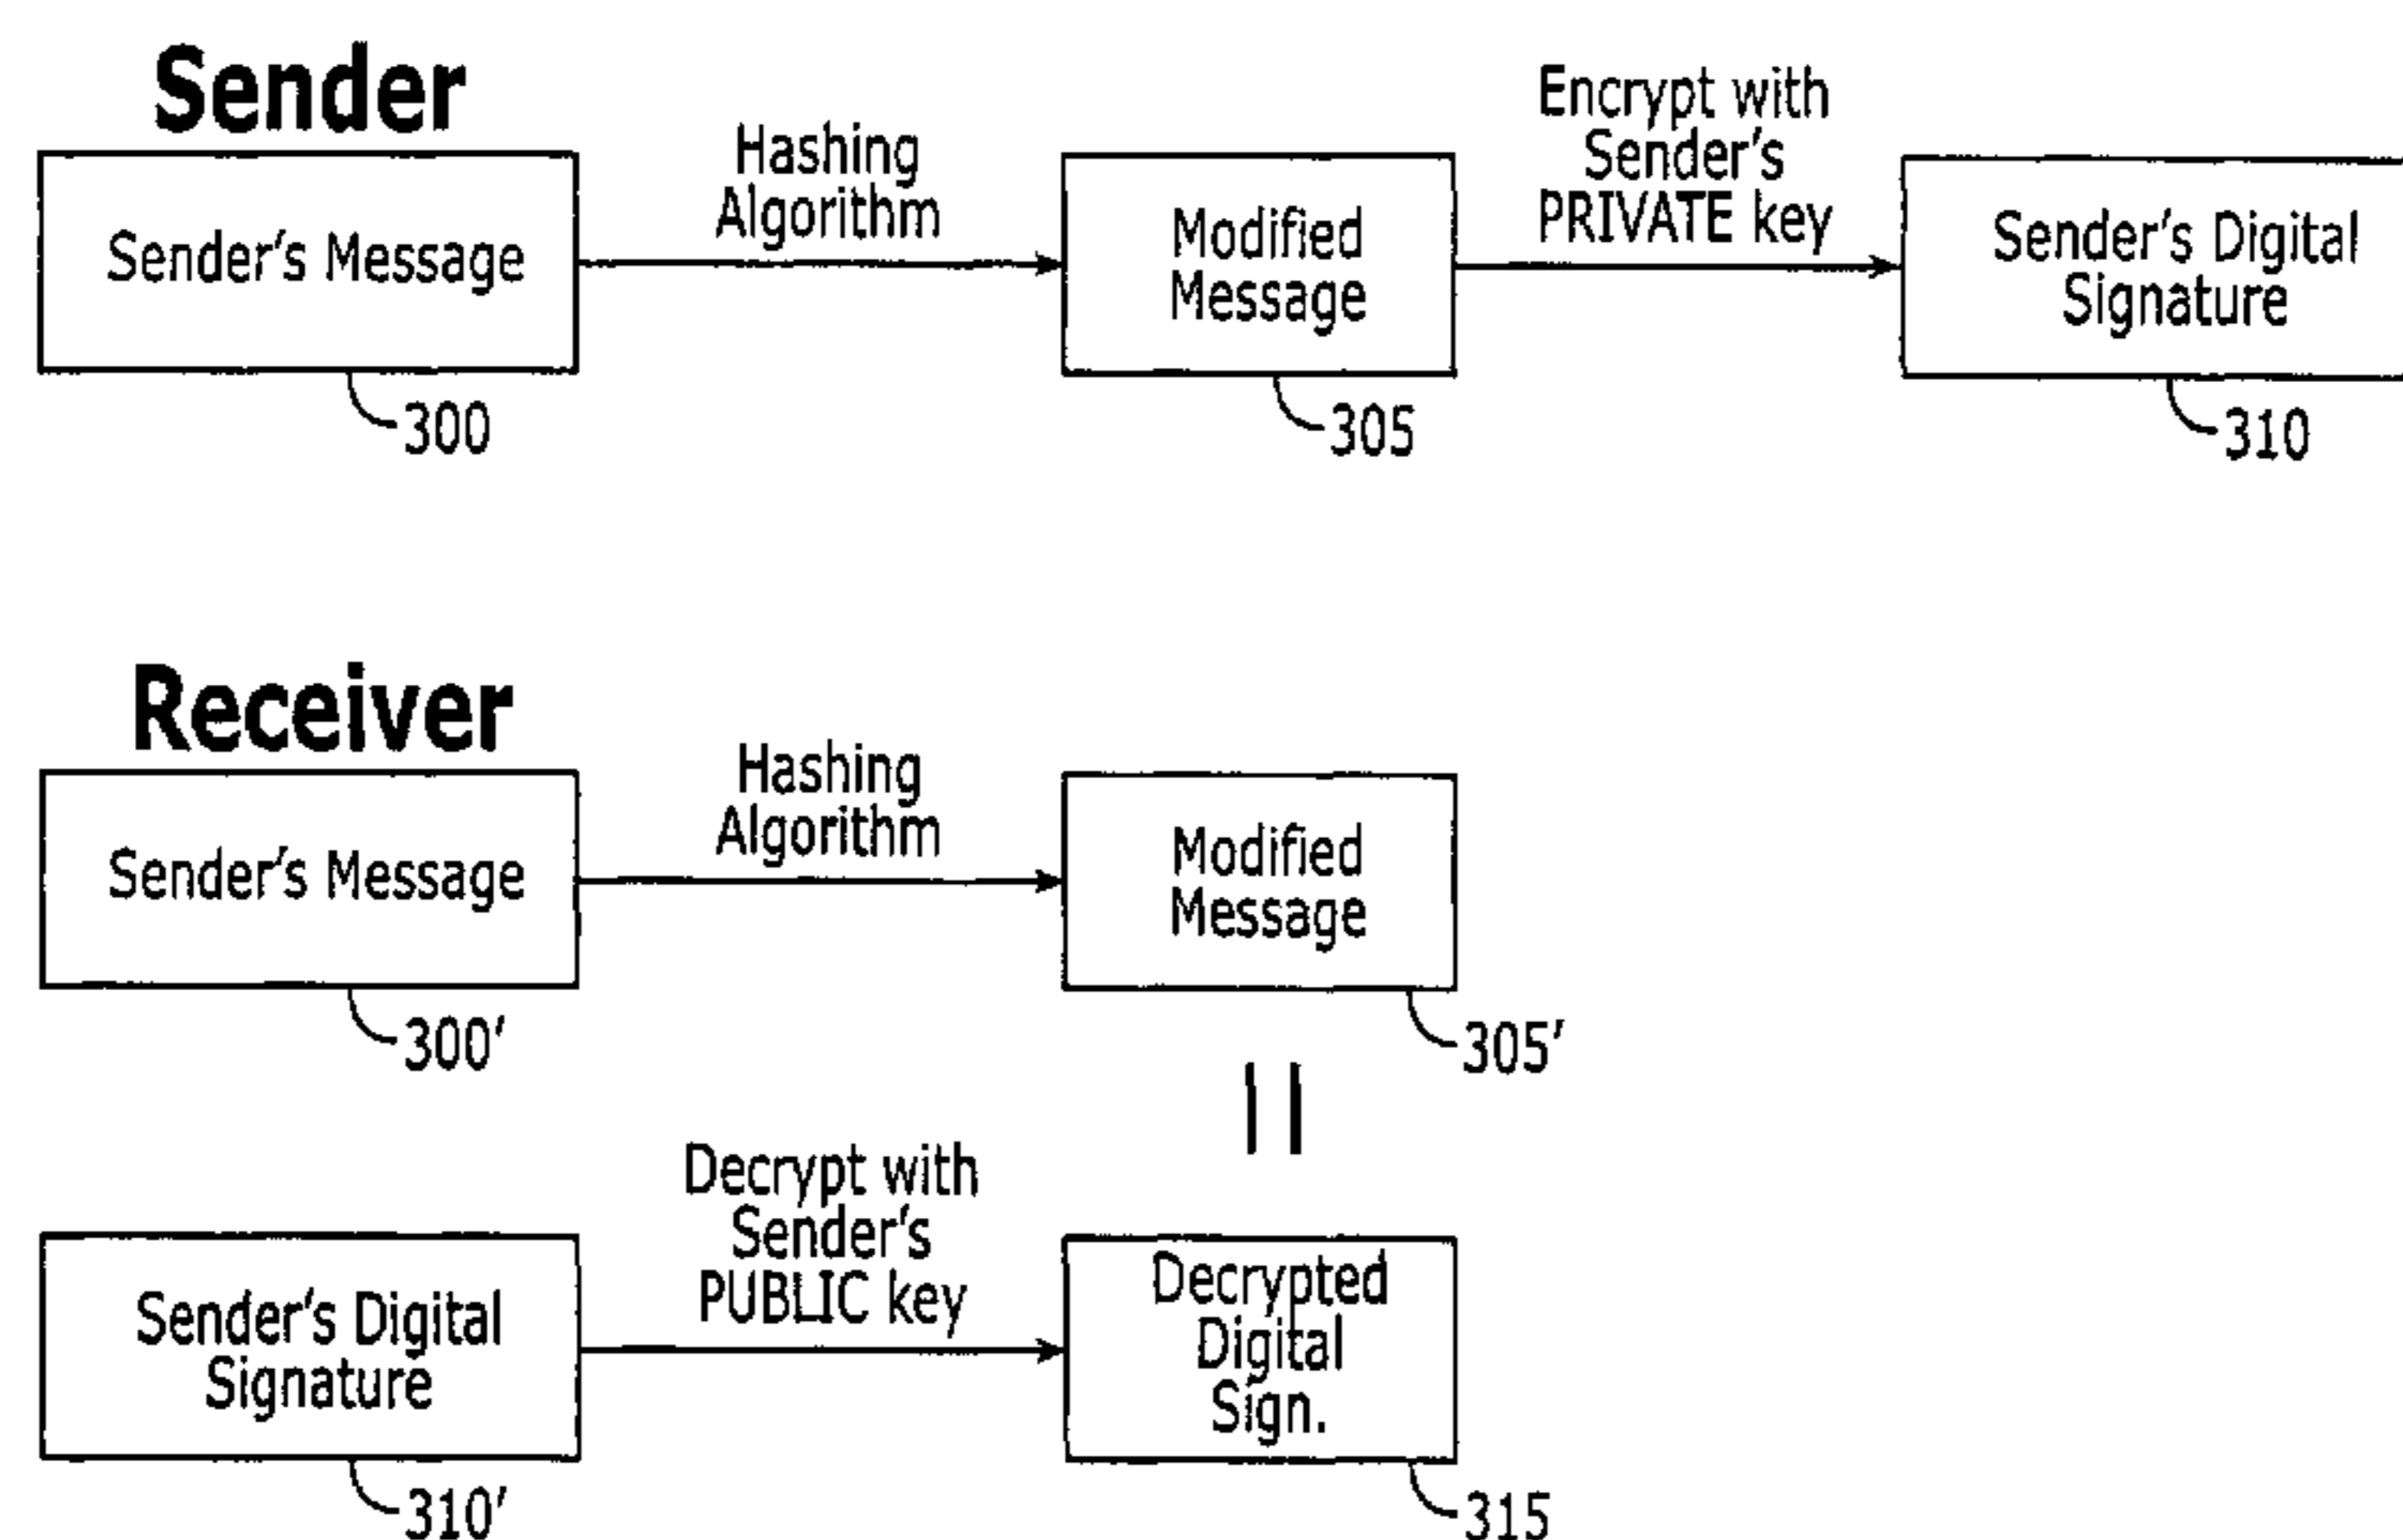 Sender
Sender's Message
300
Hashing
Algorithm
Modified
Message
305
Encrypt with
Sender's
PRIVATE key
Sender's Digital
Signature
310
Receiver
Sender's Message
300'
Hashing
Algorithm
Modified
Message
305'
Sender's Digital
Signature
310'
Decrypt with
Sender's
PUBLIC key
Decrypted
Digital
Sign.
315